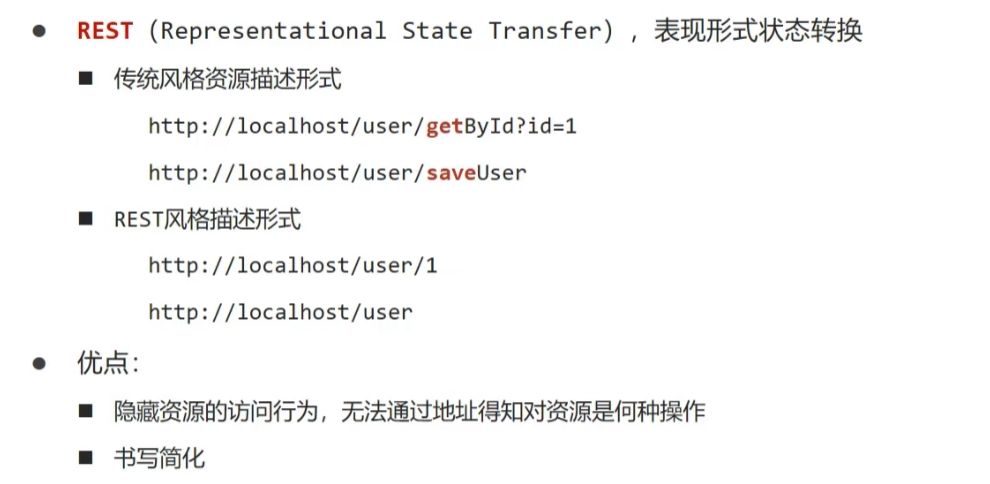 ● REST（Representational State Transfer），表现形式状态转换
■ 传统风格资源描述形式
http://localhost/user/getById?id=1
http://localhost/user/saveUser
■ REST风格描述形式
http://localhost/user/1
http://localhost/user
● 优点：
■ 隐藏资源的访问行为，无法通过地址得知对资源是何种操作
■ 书写简化